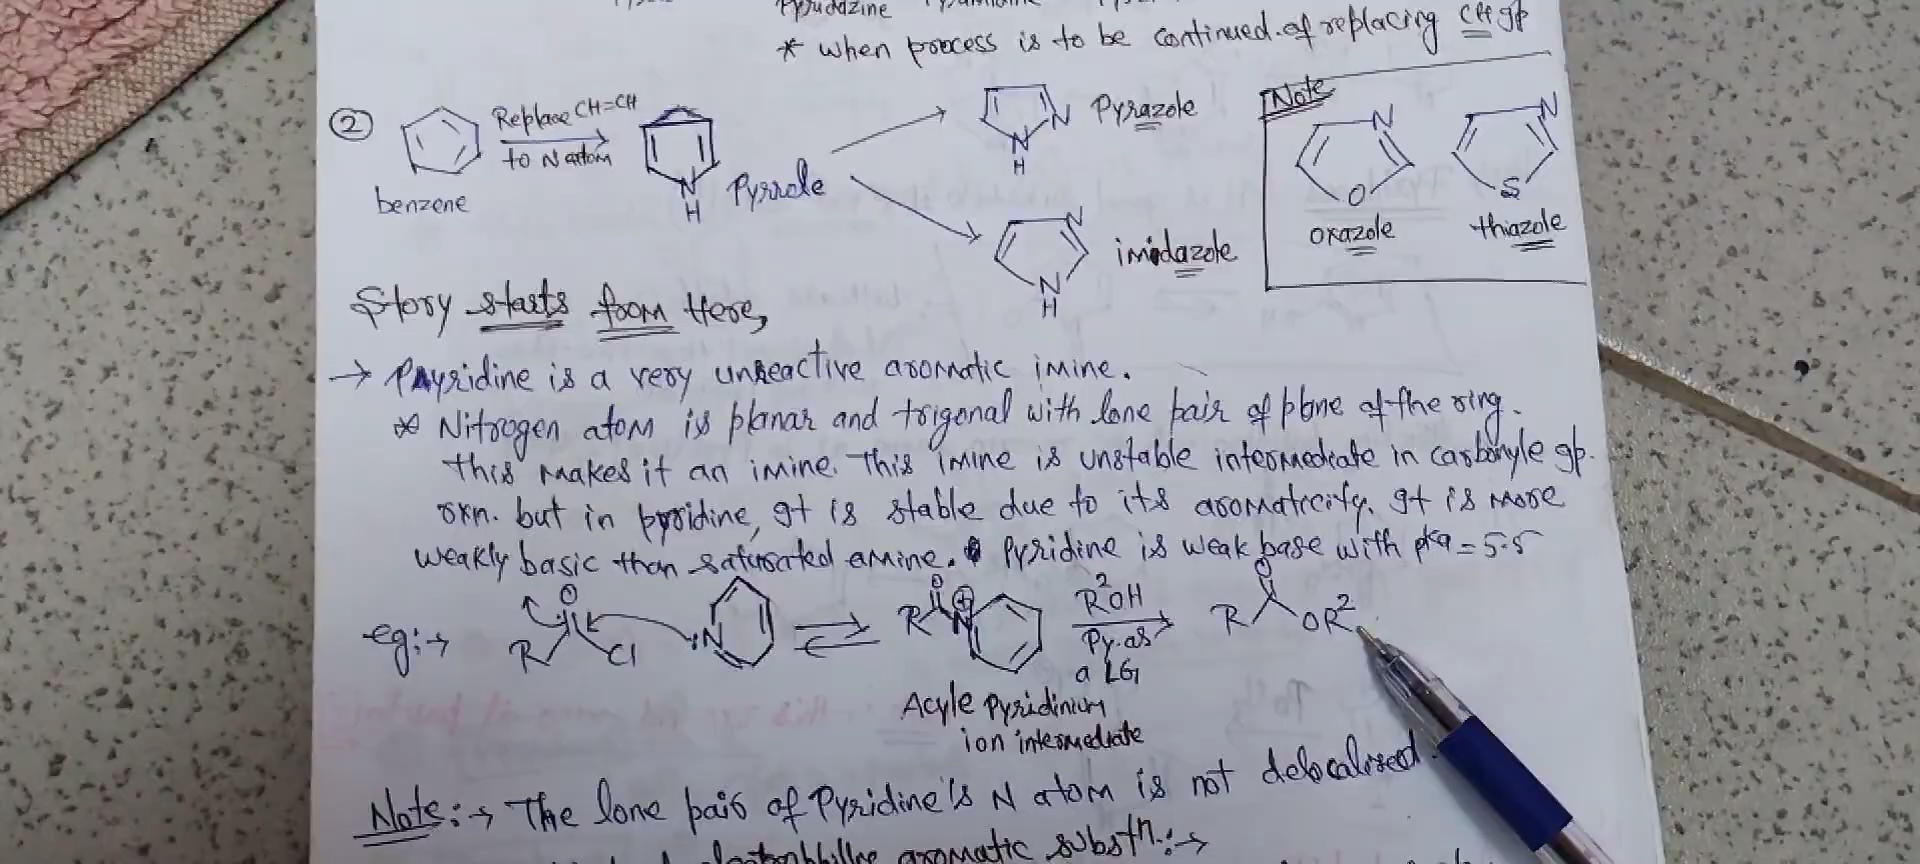 Pyridazine
* when process is to be continued of replacing CH gp
② benzene Replace CH=CH to N atom N H Pyrrole
N N H Pyrazole
N N H imidazole
Note
N O oxazole
N S thiazole
Story starts from Here,
→ Pyridine is a very unreactive aromatic imine.
* Nitrogen atom is planar and trigonal with lone pair of plane of the ring.
this makes it an imine. This imine is unstable intermediate in carbonyle gp.
rxn. but in pyridine, It is stable due to its aromaticity. It is more
weakly basic than saturated amine. Pyridine is weak base with pka = 5.5
eg:→ R O Cl :N R O ⊕ N R²OH Py. as a LG R O OR²
Acyle Pyridinium
ion intermediate
Note:→ The lone pair of Pyridine's N atom is not delocalised.
aromatic substⁿ:→